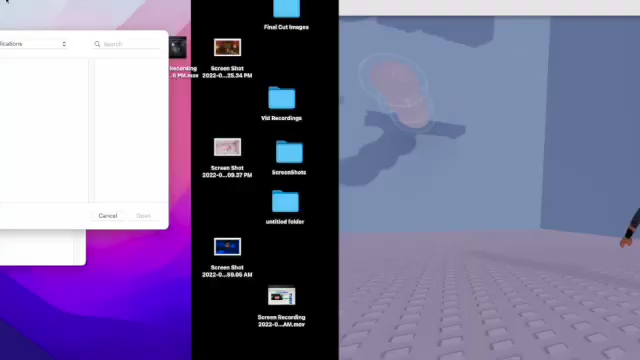 lications
Search
Cancel
Open
Recording
8 PM.mov
Final Cut Images
Screen Shot
2022-0...25.34 PM
Vid Recordings
Screen Shot
2022-0...09.37 PM
ScreenShots
untitled folder
Screen Shot
2022-0...59.05 AM
Screen Recording
2022-0...AM.mov